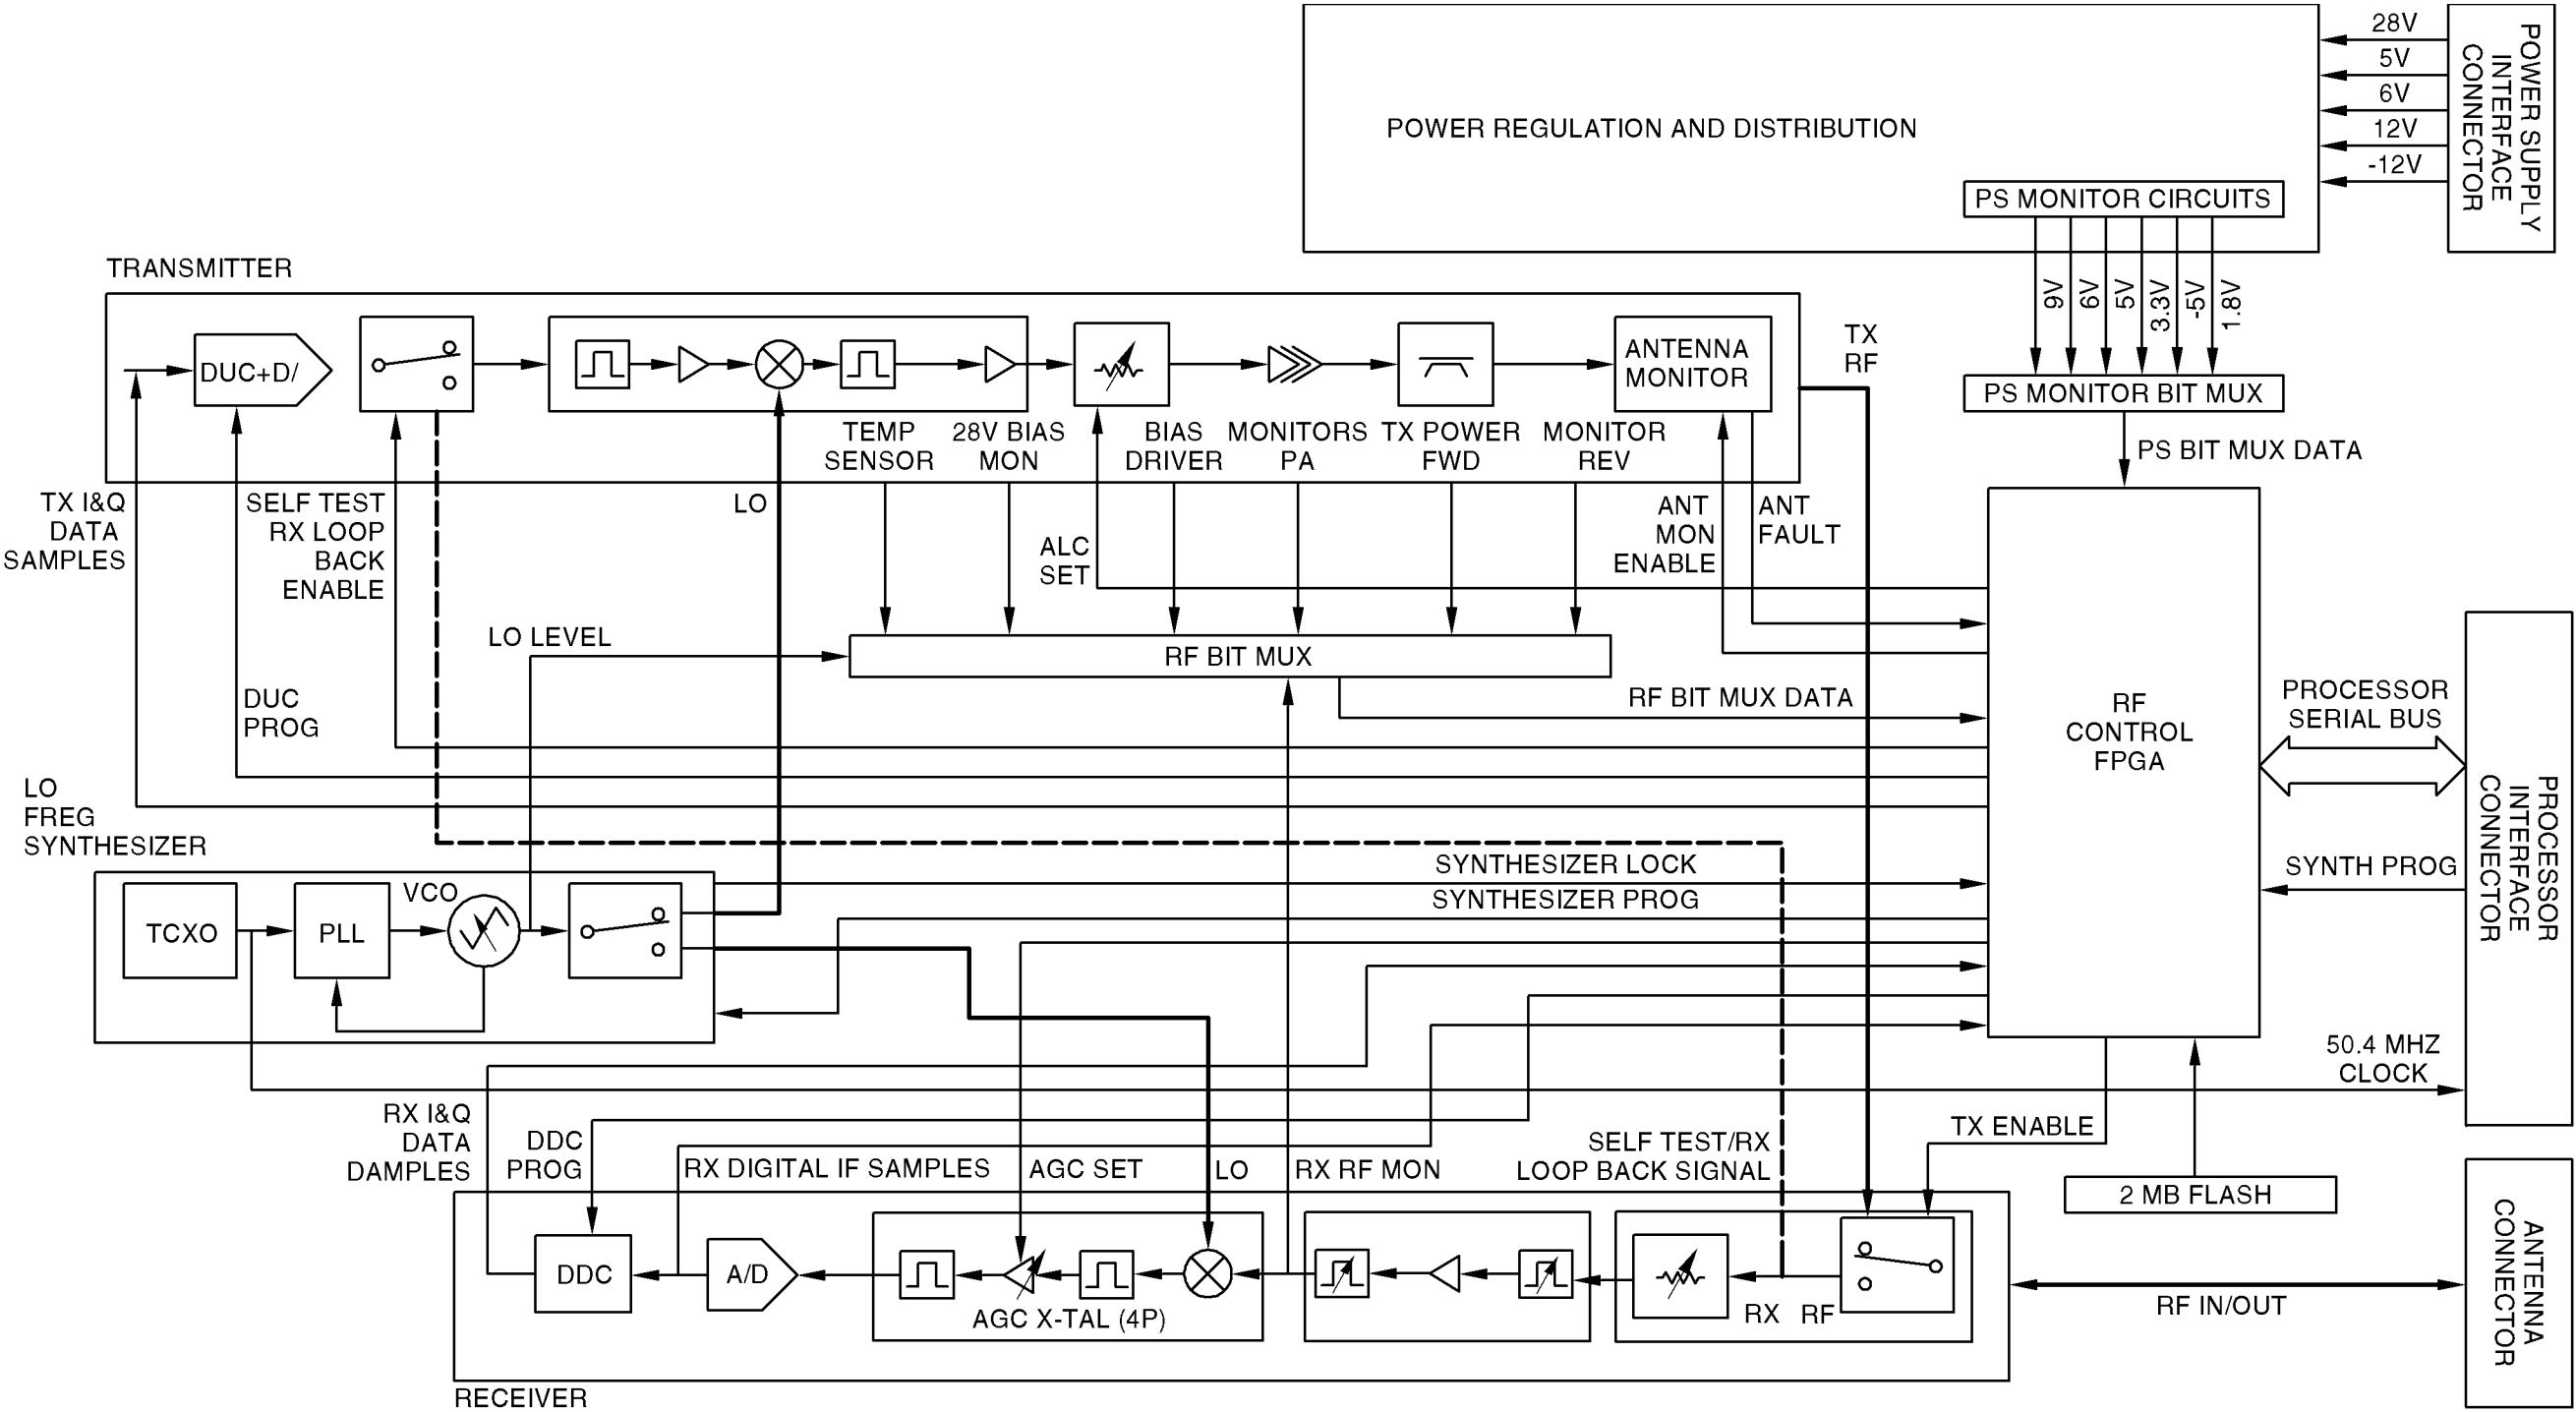 28V
5V
6V
12V
-12V
POWER SUPPLY
INTERFACE
CONNECTOR
POWER REGULATION AND DISTRIBUTION
PS MONITOR CIRCUITS
9V
6V
5V
3.3V
-5V
1.8V
PS MONITOR BIT MUX
PS BIT MUX DATA
TRANSMITTER
DUC+D/
ANTENNA
MONITOR
TX
RF
TEMP
SENSOR
28V BIAS
MON
BIAS
DRIVER
MONITORS
PA
TX POWER
FWD
MONITOR
REV
TX I&Q
DATA
SAMPLES
SELF TEST
RX LOOP
BACK
ENABLE
LO
ALC
SET
ANT
MON
ENABLE
ANT
FAULT
LO LEVEL
RF BIT MUX
RF BIT MUX DATA
DUC
PROG
RF
CONTROL
FPGA
PROCESSOR
SERIAL BUS
PROCESSOR
INTERFACE
CONNECTOR
LO
FREG
SYNTHESIZER
SYNTHESIZER LOCK
SYNTHESIZER PROG
SYNTH PROG
TCXO
PLL
VCO
50.4 MHZ
CLOCK
RX I&Q
DATA
DAMPLES
DDC
PROG
RX DIGITAL IF SAMPLES
AGC SET
LO
RX RF MON
SELF TEST/RX
LOOP BACK SIGNAL
TX ENABLE
2 MB FLASH
DDC
A/D
AGC X-TAL (4P)
RX
RF
RF IN/OUT
ANTENNA
CONNECTOR
RECEIVER